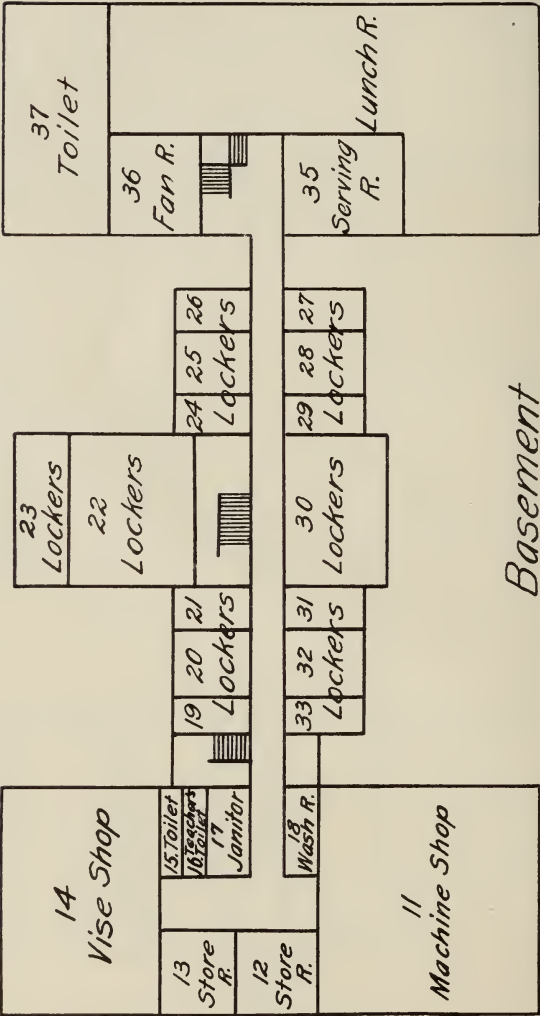 14
Vise Shop
15.Toilet
Teachers
16.Toilet
17
Janitor
13
Store
R.
12
Store
R.
18
Wash R.
11
Machine Shop
23
Lockers
22
Lockers
19 20 21
Lockers
24 25 26
Lockers
33 32 31
Lockers
30
Lockers
29 28 27
Lockers
37
Toilet
36
Fan R.
35
Serving
R.
Lunch R.
Basement